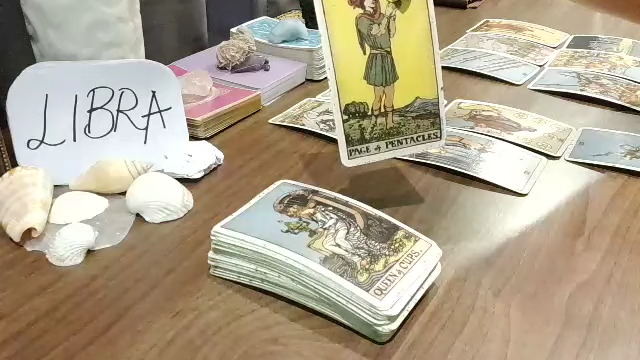 LIBRA
PAGE of PENTACLES
QUEEN of CUPS